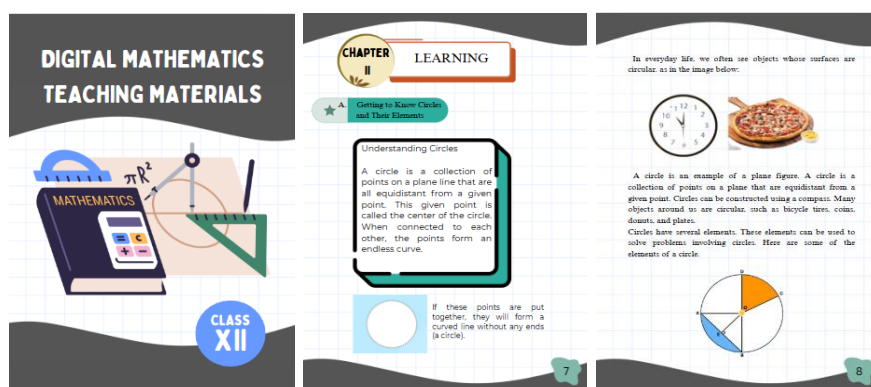 DIGITAL MATHEMATICS
TEACHING MATERIALS
πR²
MATHEMATICS
=
C
+
−
CLASS
XII
CHAPTER
II
LEARNING
A.
Getting to Know Circles
and Their Elements
Understanding Circles
A circle is a collection of
points on a plane line that are
all equidistant from a given
point. This given point is
called the center of the circle.
When connected to each
other, the points form an
endless curve.
If these points are put
together, they will form a
curved line without any ends
(a circle).
7
In everyday life, we often see objects whose surfaces are
circular, as in the image below:
12
1
2
3
4
5
6
7
8
9
10
A circle is an example of a plane figure. A circle is a
collection of points on a plane that are equidistant from a
given point. Circles can be constructed using a compass. Many
objects around us are circular, such as bicycle tires, coins,
donuts, and plates.
Circles have several elements. These elements can be used to
solve problems involving circles. Here are some of the
elements of a circle.
8